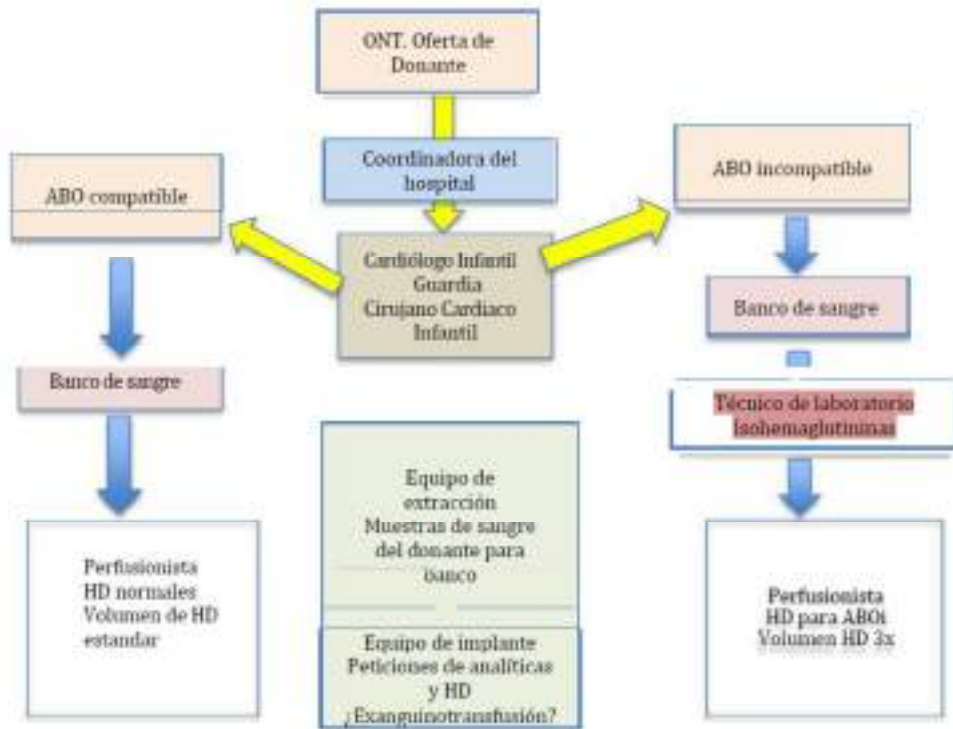 ONT. Oferta de
Donante
Coordinadora del
hospital
ABO compatible
ABO incompatible
Cardiólogo Infantil
Guardia
Cirujano Cardiaco
Infantil
Banco de sangre
Banco de sangre
Técnico de laboratorio
Isohemaglutininas
Equipo de
extracción
Muestras de sangre
del donante para
banco
Perfusionista
HD normales
Volumen de HD
estandar
Perfusionista
HD para ABOi
Volumen HD 3x
Equipo de implante
Peticiones de analíticas
y HD
¿Exanguinotransfusión?